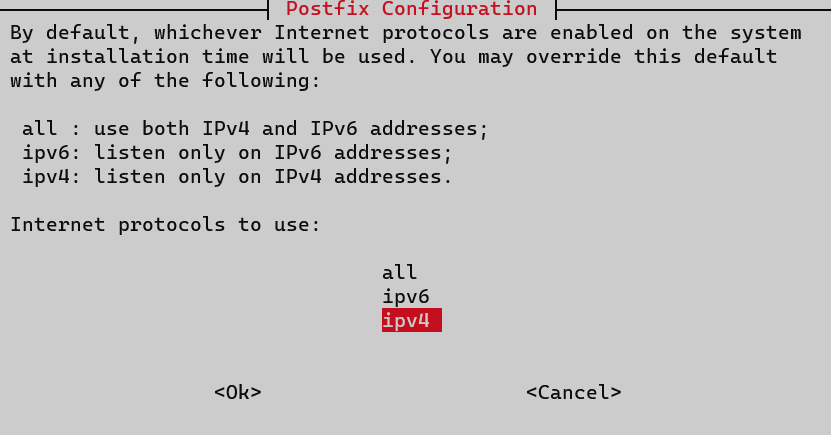 Postfix Configuration
By default, whichever Internet protocols are enabled on the system
at installation time will be used. You may override this default
with any of the following:
all : use both IPv4 and IPv6 addresses;
ipv6: listen only on IPv6 addresses;
ipv4: listen only on IPv4 addresses.
Internet protocols to use:
all
ipv6
ipv4
<Ok> <Cancel>